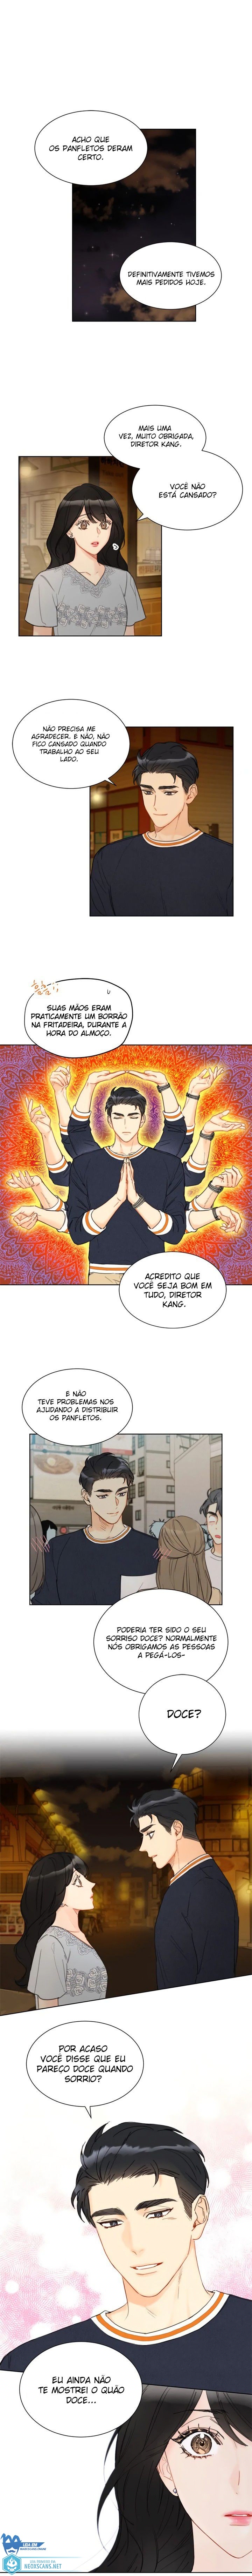 ACHO QUE
OS PANFLETOS DERAM
CERTO.
DEFINITIVAMENTE TIVEMOS
MAIS PEDIDOS HOJE.
MAIS UMA
VEZ, MUITO OBRIGADA,
DIRETOR KANG.
VOCÊ NÃO
ESTÁ CANSADO?
NÃO PRECISA ME
AGRADECER. E NÃO, NÃO
FICO CANSADO QUANDO
TRABALHO AO SEU
LADO.
SUAS MÃOS ERAM
PRATICAMENTE UM BORRÃO
NA FRITADEIRA, DURANTE A
HORA DO ALMOÇO.
ACREDITO QUE
VOCÊ SEJA BOM EM
TUDO, DIRETOR
KANG.
E NÃO
TEVE PROBLEMAS NOS
AJUDANDO A DISTRIBUIR
OS PANFLETOS.
PODERIA TER SIDO O SEU
SORRISO DOCE? NORMALMENTE
NÓS OBRIGAMOS AS PESSOAS
A PEGÁ-LOS-
DOCE?
POR ACASO
VOCÊ DISSE QUE EU
PAREÇO DOCE QUANDO
SORRIO?
EU AINDA NÃO
TE MOSTREI O QUÃO
DOCE...
LEIA EM
NEOXSCANS.NET